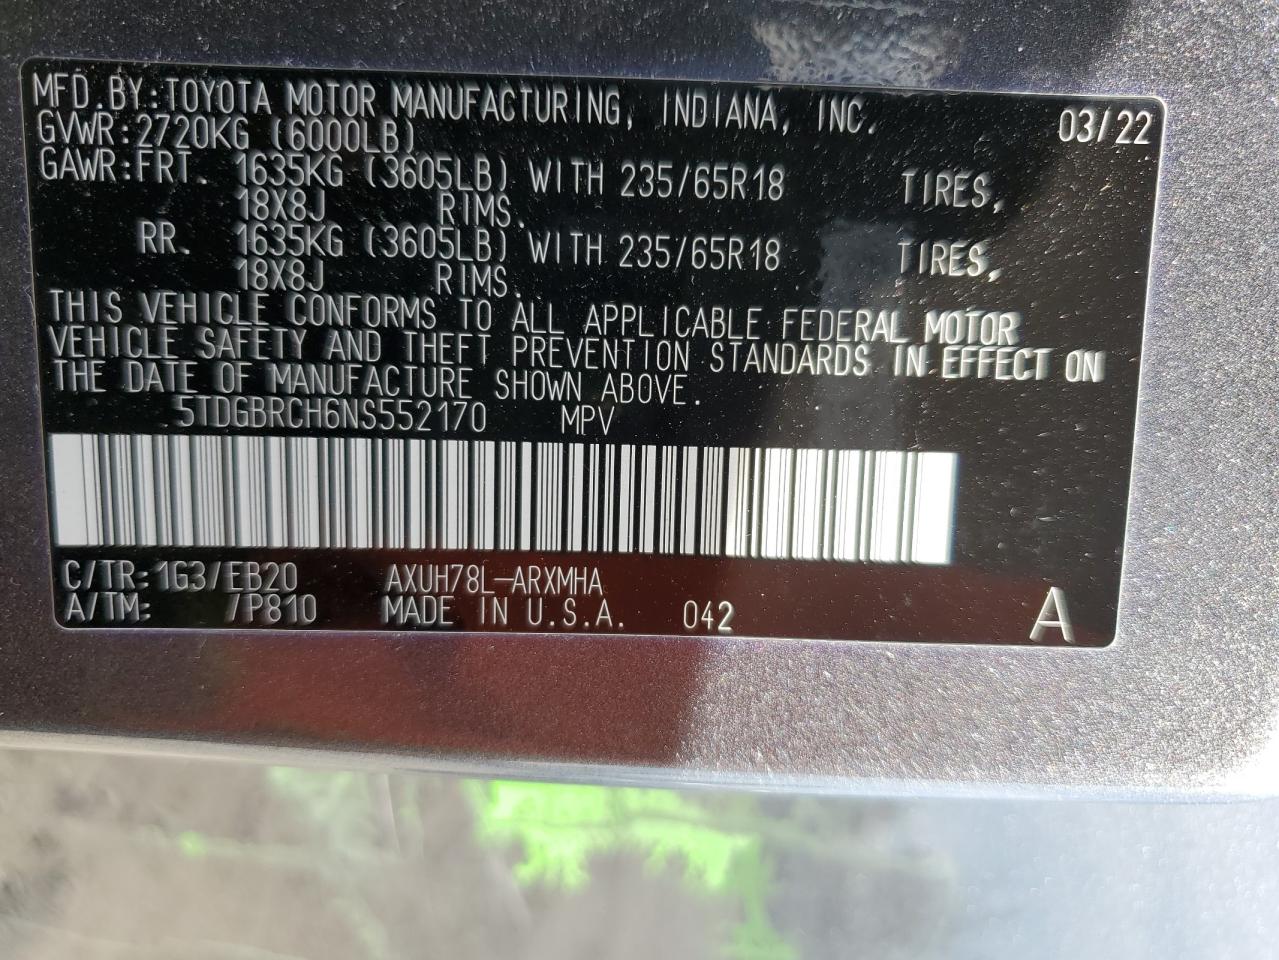 MFD.BY:TOYOTA MOTOR MANUFACTURING, INDIANA, INC. 03/22
GVWR:2720KG (6000LB)
GAWR:FRT. 1635KG (3605LB) WITH 235/65R18 TIRES,
18X8J RIMS.
RR. 1635KG (3605LB) WITH 235/65R18 TIRES,
18X8J RIMS.
THIS VEHICLE CONFORMS TO ALL APPLICABLE FEDERAL MOTOR
VEHICLE SAFETY AND THEFT PREVENTION STANDARDS IN EFFECT ON
THE DATE OF MANUFACTURE SHOWN ABOVE.
5TDGBRCH6NS552170 MPV
C/TR:1G3/EB20 AXUH78L-ARXMHA
A/TM: /P810 MADE IN U.S.A. 042 A